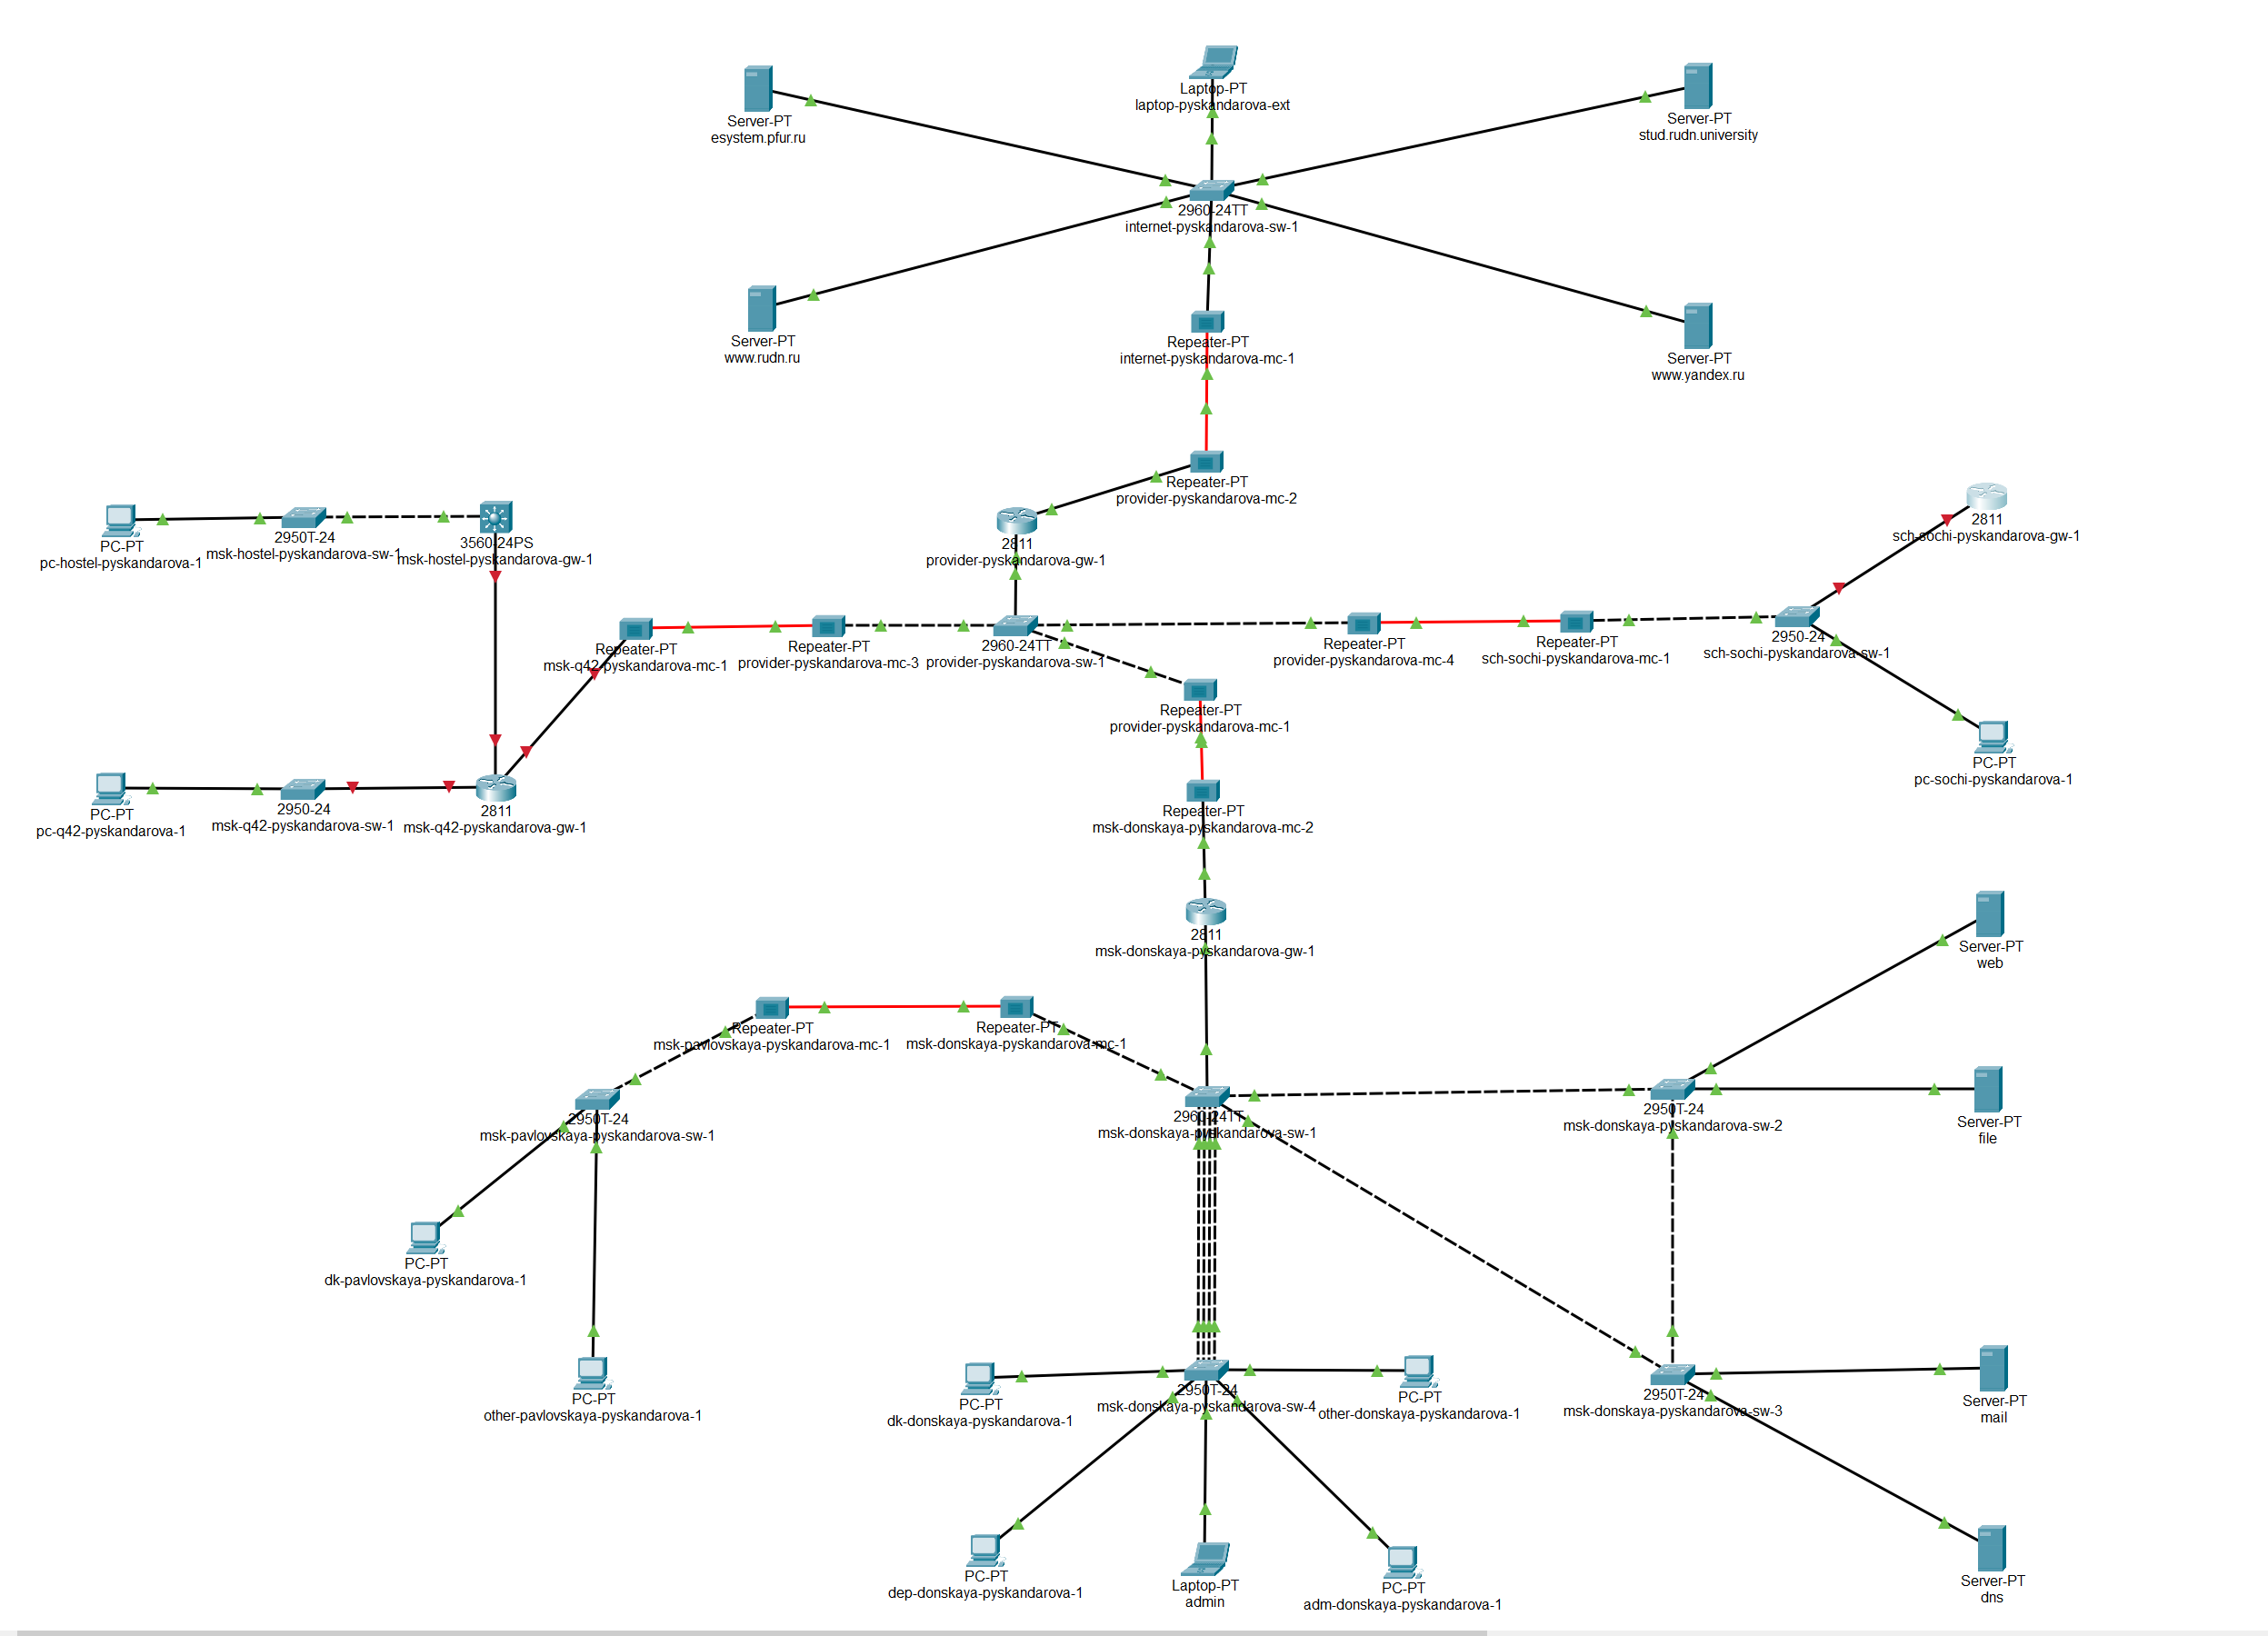 Laptop-PT
laptop-pyskandarova-ext
Server-PT
esystem.pfur.ru
Server-PT
stud.rudn.university
2960-24TT
internet-pyskandarova-sw-1
Server-PT
www.rudn.ru
Repeater-PT
internet-pyskandarova-mc-1
Server-PT
www.yandex.ru
Repeater-PT
provider-pyskandarova-mc-2
PC-PT
pc-hostel-pyskandarova-1
2950T-24
msk-hostel-pyskandarova-sw-1
3560-24PS
msk-hostel-pyskandarova-gw-1
2811
provider-pyskandarova-gw-1
2811
sch-sochi-pyskandarova-gw-1
Repeater-PT
msk-q42-pyskandarova-mc-1
Repeater-PT
provider-pyskandarova-mc-3
2960-24TT
provider-pyskandarova-sw-1
Repeater-PT
provider-pyskandarova-mc-4
Repeater-PT
sch-sochi-pyskandarova-mc-1
2950-24
sch-sochi-pyskandarova-sw-1
Repeater-PT
provider-pyskandarova-mc-1
PC-PT
pc-sochi-pyskandarova-1
PC-PT
pc-q42-pyskandarova-1
2950-24
msk-q42-pyskandarova-sw-1
2811
msk-q42-pyskandarova-gw-1
Repeater-PT
msk-donskaya-pyskandarova-mc-2
2811
msk-donskaya-pyskandarova-gw-1
Server-PT
web
Repeater-PT
msk-pavlovskaya-pyskandarova-mc-1
Repeater-PT
msk-donskaya-pyskandarova-mc-1
2950T-24
msk-pavlovskaya-pyskandarova-sw-1
2960-24TT
msk-donskaya-pyskandarova-sw-1
2950T-24
msk-donskaya-pyskandarova-sw-2
Server-PT
file
PC-PT
dk-pavlovskaya-pyskandarova-1
PC-PT
other-pavlovskaya-pyskandarova-1
PC-PT
dk-donskaya-pyskandarova-1
2950T-24
msk-donskaya-pyskandarova-sw-4
PC-PT
other-donskaya-pyskandarova-1
2950T-24
msk-donskaya-pyskandarova-sw-3
Server-PT
mail
PC-PT
dep-donskaya-pyskandarova-1
Laptop-PT
admin
PC-PT
adm-donskaya-pyskandarova-1
Server-PT
dns